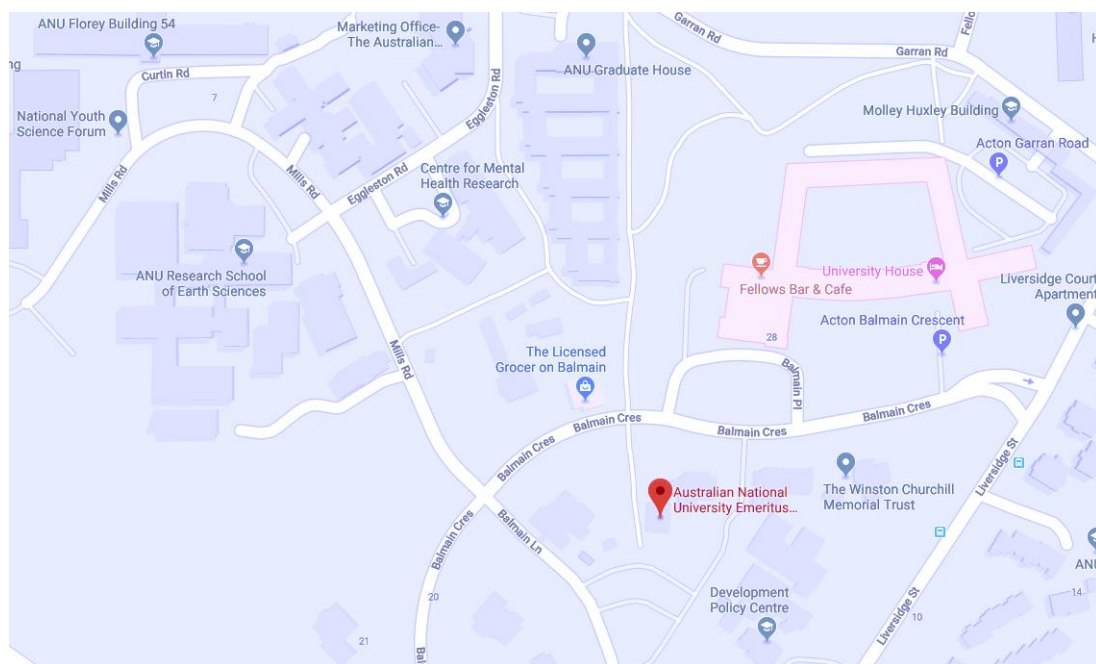 ANU Florey Building 54
Marketing Office-
The Australian...
Garran Rd
Fello
Garran Rd
ng
Curtin Rd
ANU Graduate House
7
Eggleston Rd
National Youth
Science Forum
Molley Huxley Building
Acton Garran Road
P
Mills Rd
Mills Rd
Eggleston Rd
Centre for Mental
Health Research
ANU Research School
of Earth Sciences
University House
Fellows Bar & Cafe
Liversidge Court
Apartment
Acton Balmain Crescent
P
28
Mills Rd
The Licensed
Grocer on Balmain
Balmain Pl
Balmain Cres
Balmain Cres
Balmain Cres
Balmain Cres
Liversidge St
Australian National
University Emeritus...
The Winston Churchill
Memorial Trust
Balmain Cres
Balmain Ln
ANU
Development
Policy Centre
20
14
10
Liversidge St
21
Bal